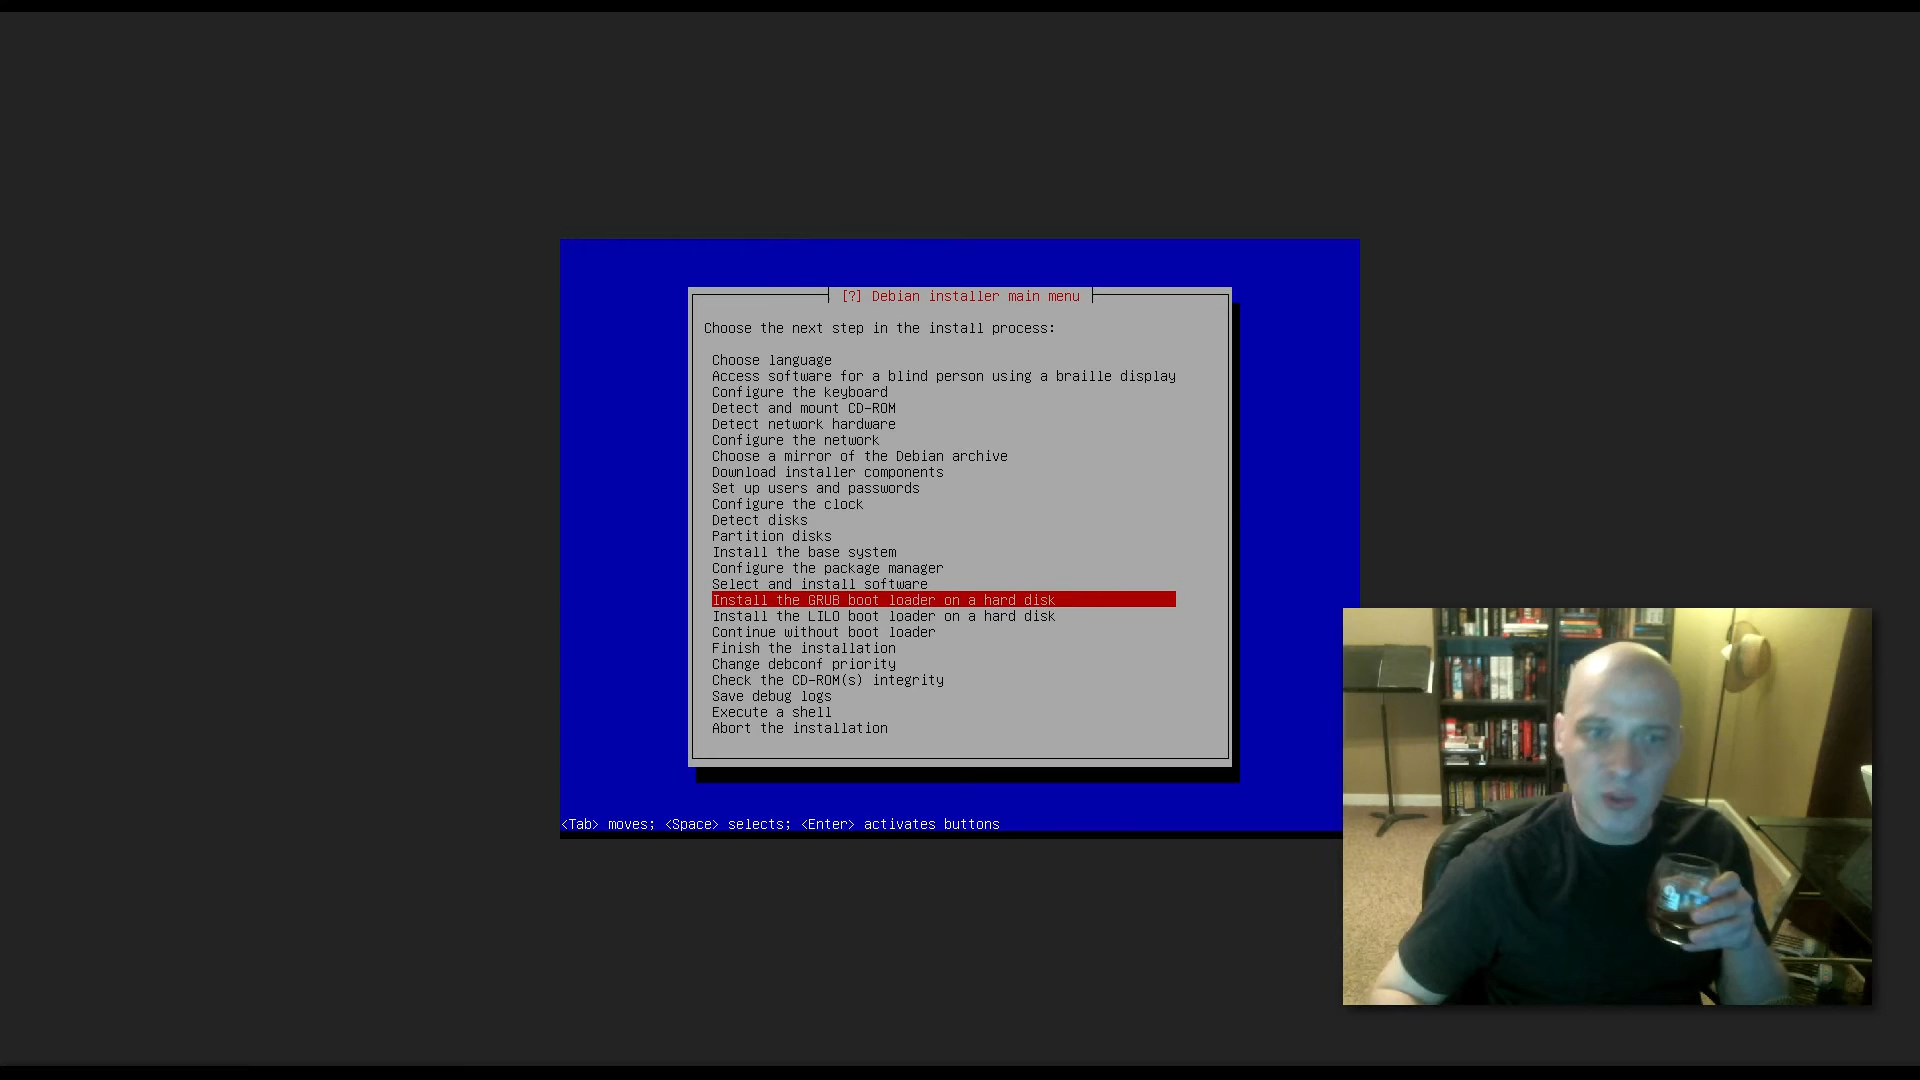 [?] Debian installer main menu
Choose the next step in the install process:
Choose language
Access software for a blind person using a braille display
Configure the keyboard
Detect and mount CD-ROM
Detect network hardware
Configure the network
Choose a mirror of the Debian archive
Download installer components
Set up users and passwords
Configure the clock
Detect disks
Partition disks
Install the base system
Configure the package manager
Select and install software
Install the GRUB boot loader on a hard disk
Install the LILO boot loader on a hard disk
Continue without boot loader
Finish the installation
Change debconf priority
Check the CD-ROM(s) integrity
Save debug logs
Execute a shell
Abort the installation
<Tab> moves; <Space> selects; <Enter> activates buttons